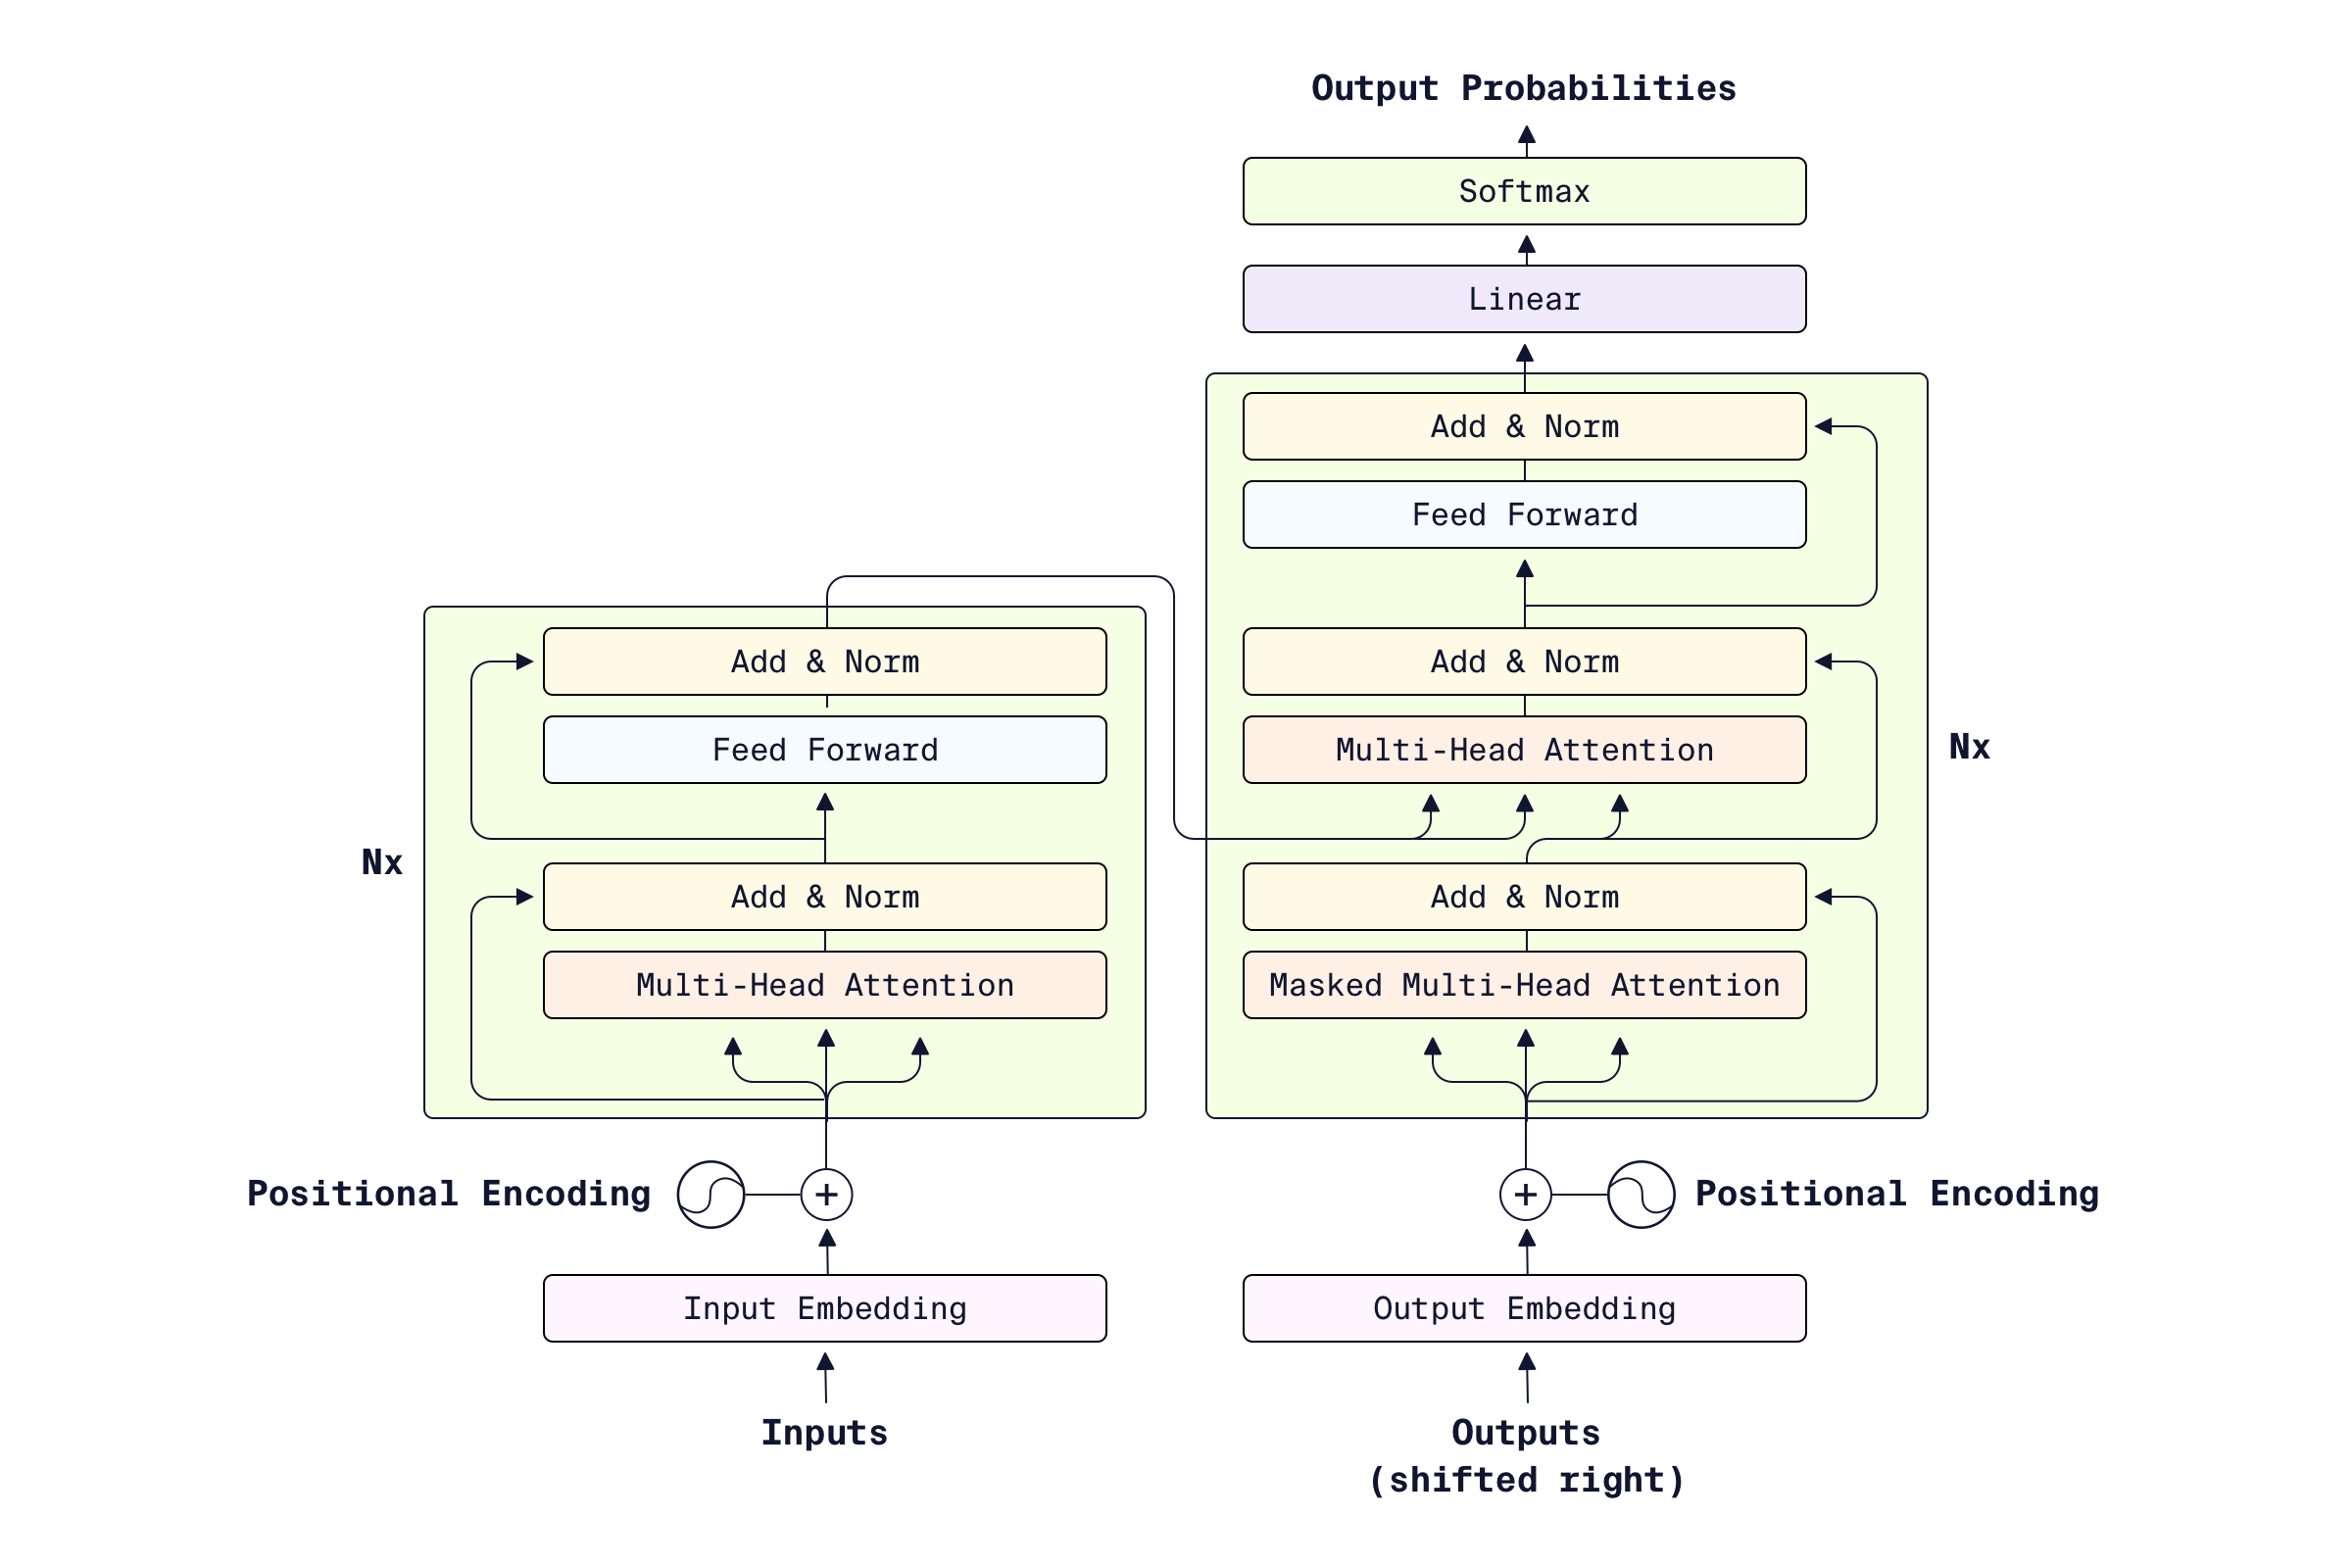 Output Probabilities
Softmax
Linear
Add & Norm
Feed Forward
Add & Norm
Multi-Head Attention
Nx
Add & Norm
Masked Multi-Head Attention
Positional Encoding
Output Embedding
Outputs
(shifted right)
Add & Norm
Feed Forward
Nx
Add & Norm
Multi-Head Attention
Positional Encoding
Input Embedding
Inputs